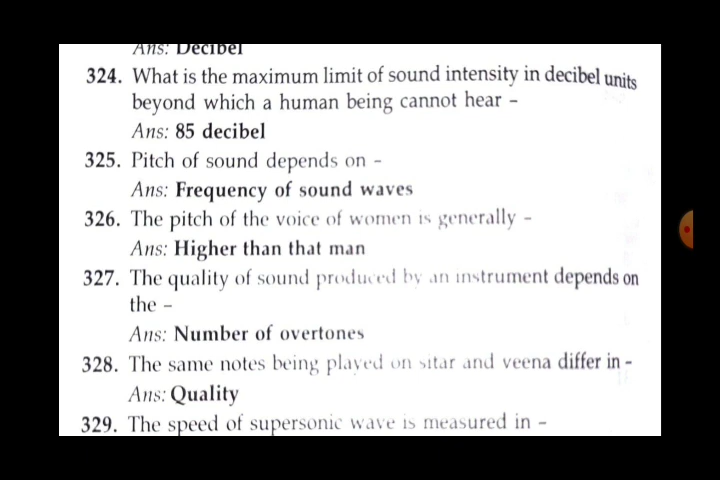 Ans: Decibel
324. What is the maximum limit of sound intensity in decibel units
beyond which a human being cannot hear –
Ans: 85 decibel
325. Pitch of sound depends on –
Ans: Frequency of sound waves
326. The pitch of the voice of women is generally –
Ans: Higher than that man
327. The quality of sound produced by an instrument depends on
the –
Ans: Number of overtones
328. The same notes being played on sitar and veena differ in –
Ans: Quality
329. The speed of supersonic wave is measured in –